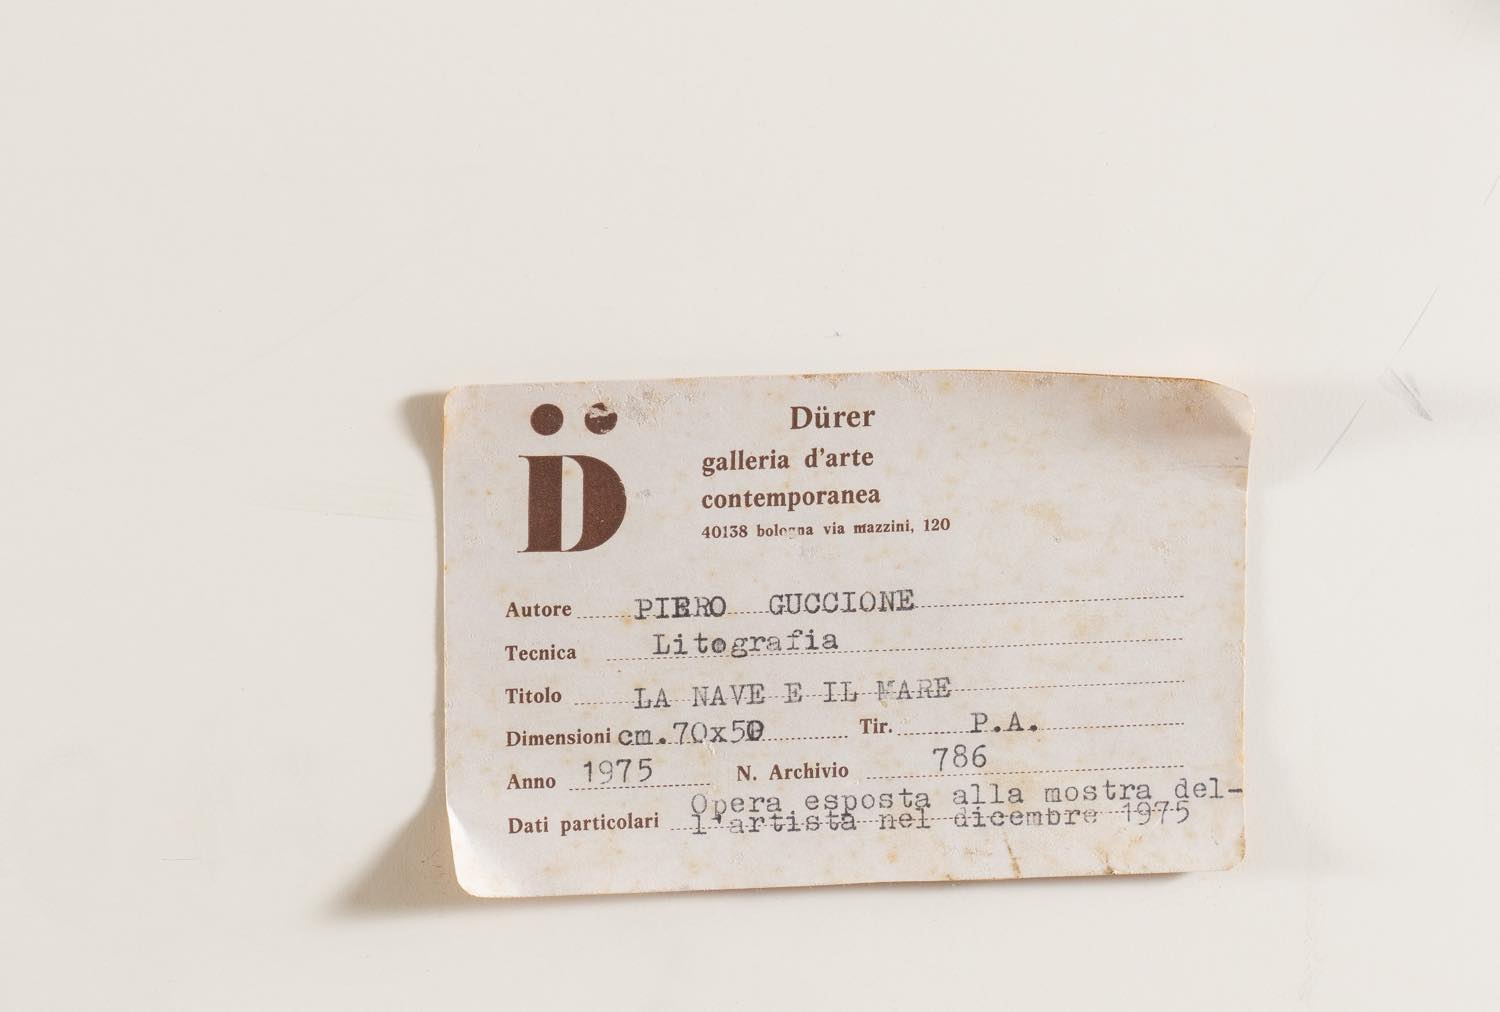 D̈
Dürer
galleria d'arte
contemporanea
40138 bologna via mazzini, 120
Autore PIERO GUCCIONE
Tecnica Litografia
Titolo LA NAVE E IL MARE
Dimensioni cm.70x50 Tir. P.A.
Anno 1975 N. Archivio 786
Dati particolari Opera esposta alla mostra del-
l'artista nel dicembre 1975